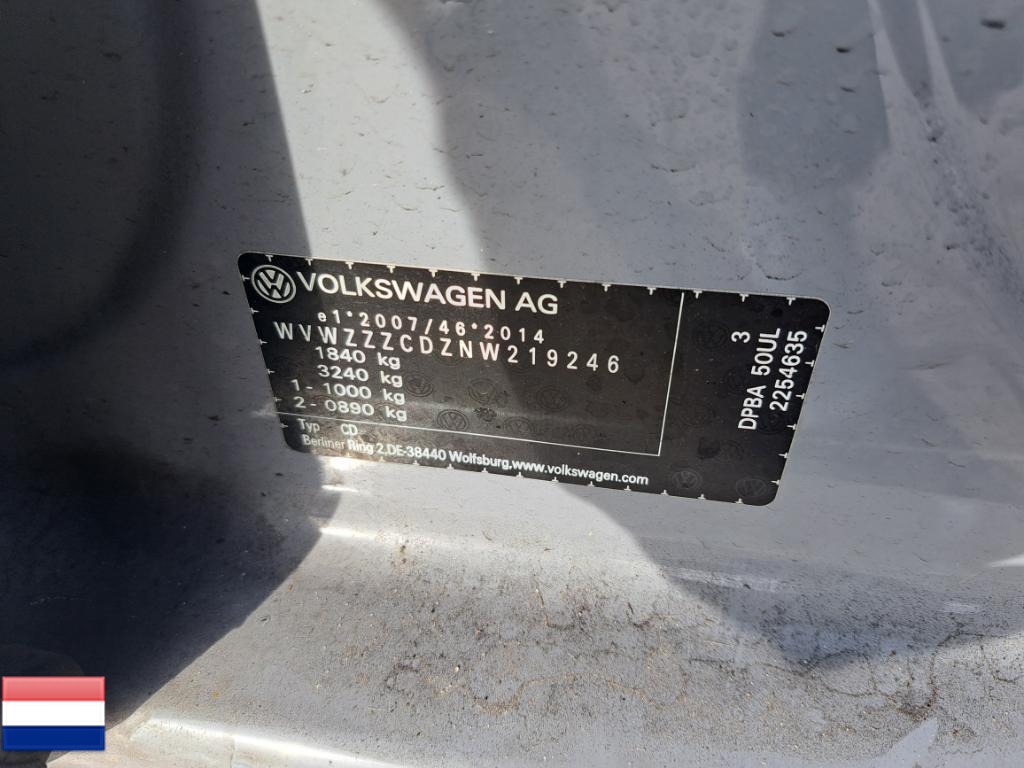 VOLKSWAGEN AG
e1*2007/46*2014
WVWZZZCDZNW219246
1840 kg
3240 kg
1 - 1000 kg
2 - 0890 kg
Typ CD
Berliner Ring 2,DE-38440 Wolfsburg,www.volkswagen.com
3
DPBA 50UL
2254635